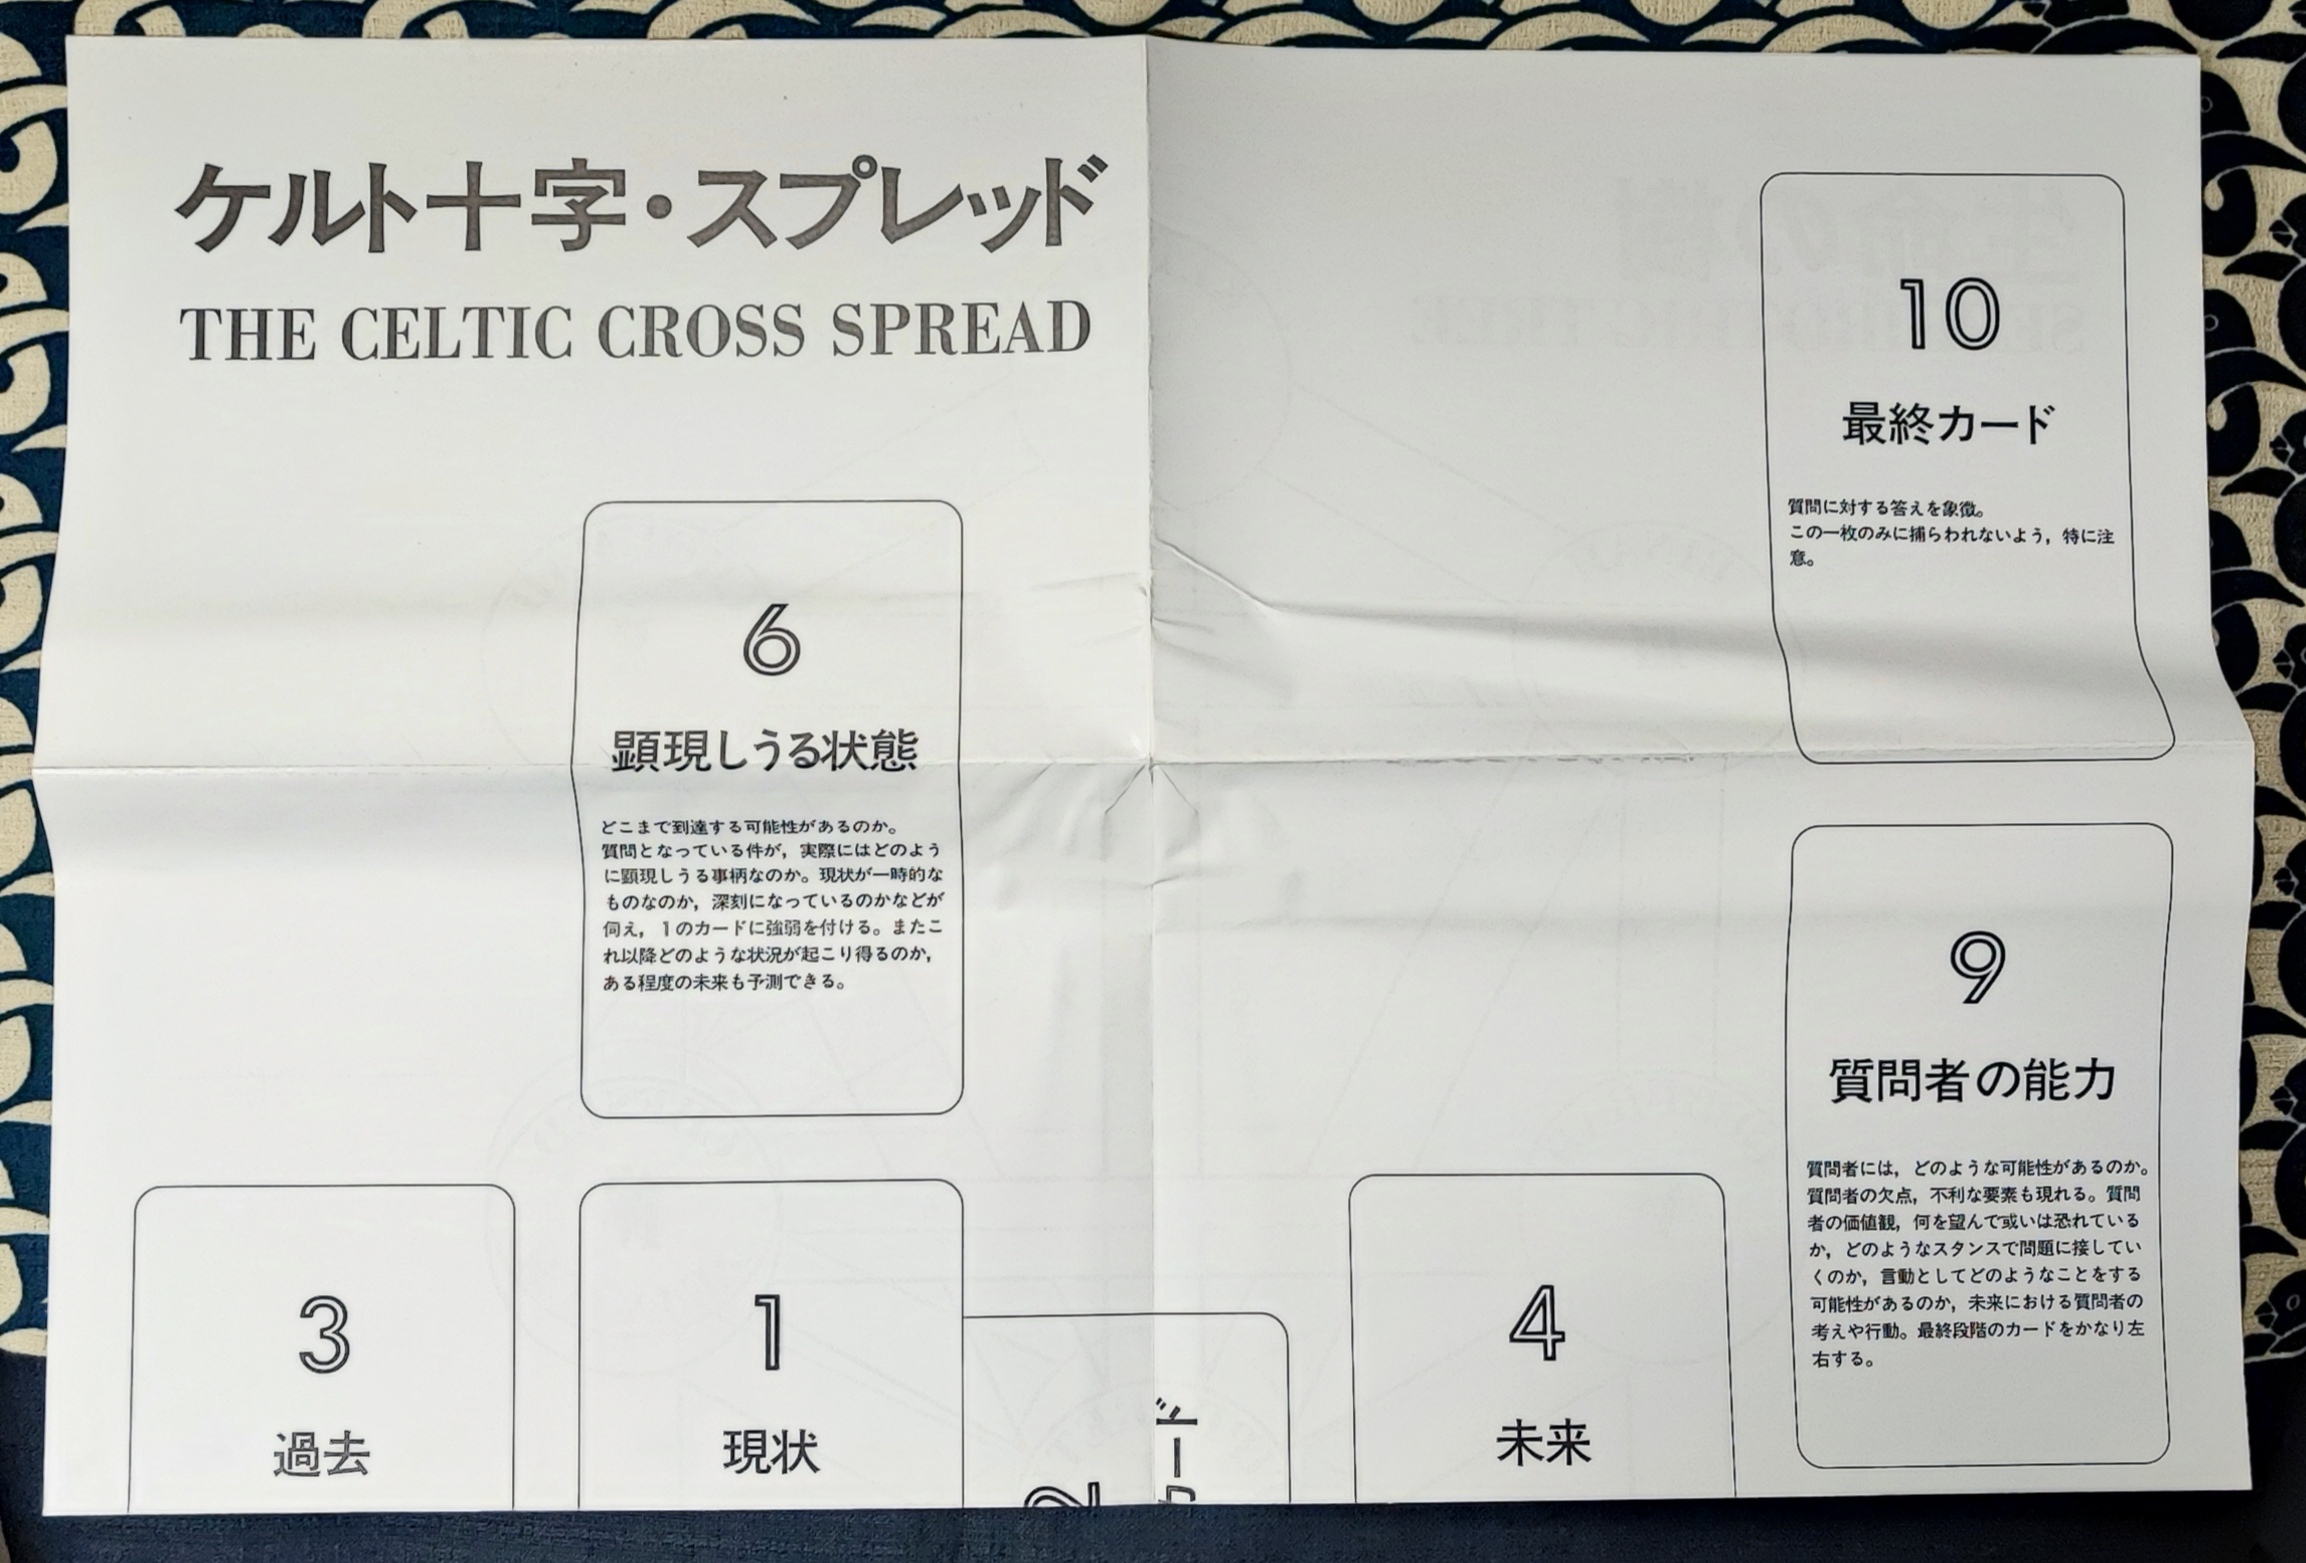 ケルト十字・スプレッド
THE CELTIC CROSS SPREAD
10
最終カード
質問に対する答えを象徴。
この一枚のみに捕らわれないよう，特に注
意。
6
顕現しうる状態
どこまで到達する可能性があるのか。
質問となっている件が，実際にはどのよう
に顕現しうる事柄なのか。現状が一時的な
ものなのか，深刻になっているのかなどが
伺え，１のカードに強弱を付ける。またこ
れ以降どのような状況が起こり得るのか，
ある程度の未来も予測できる。
9
質問者の能力
質問者には，どのような可能性があるのか。
質問者の欠点，不利な要素も現れる。質問
者の価値観，何を望んで或いは恐れている
か，どのようなスタンスで問題に接してい
くのか，言動としてどのようなことをする
可能性があるのか，未来における質問者の
考えや行動。最終段階のカードをかなり左
右する。
3
過去
1
現状
2
カード
4
未来